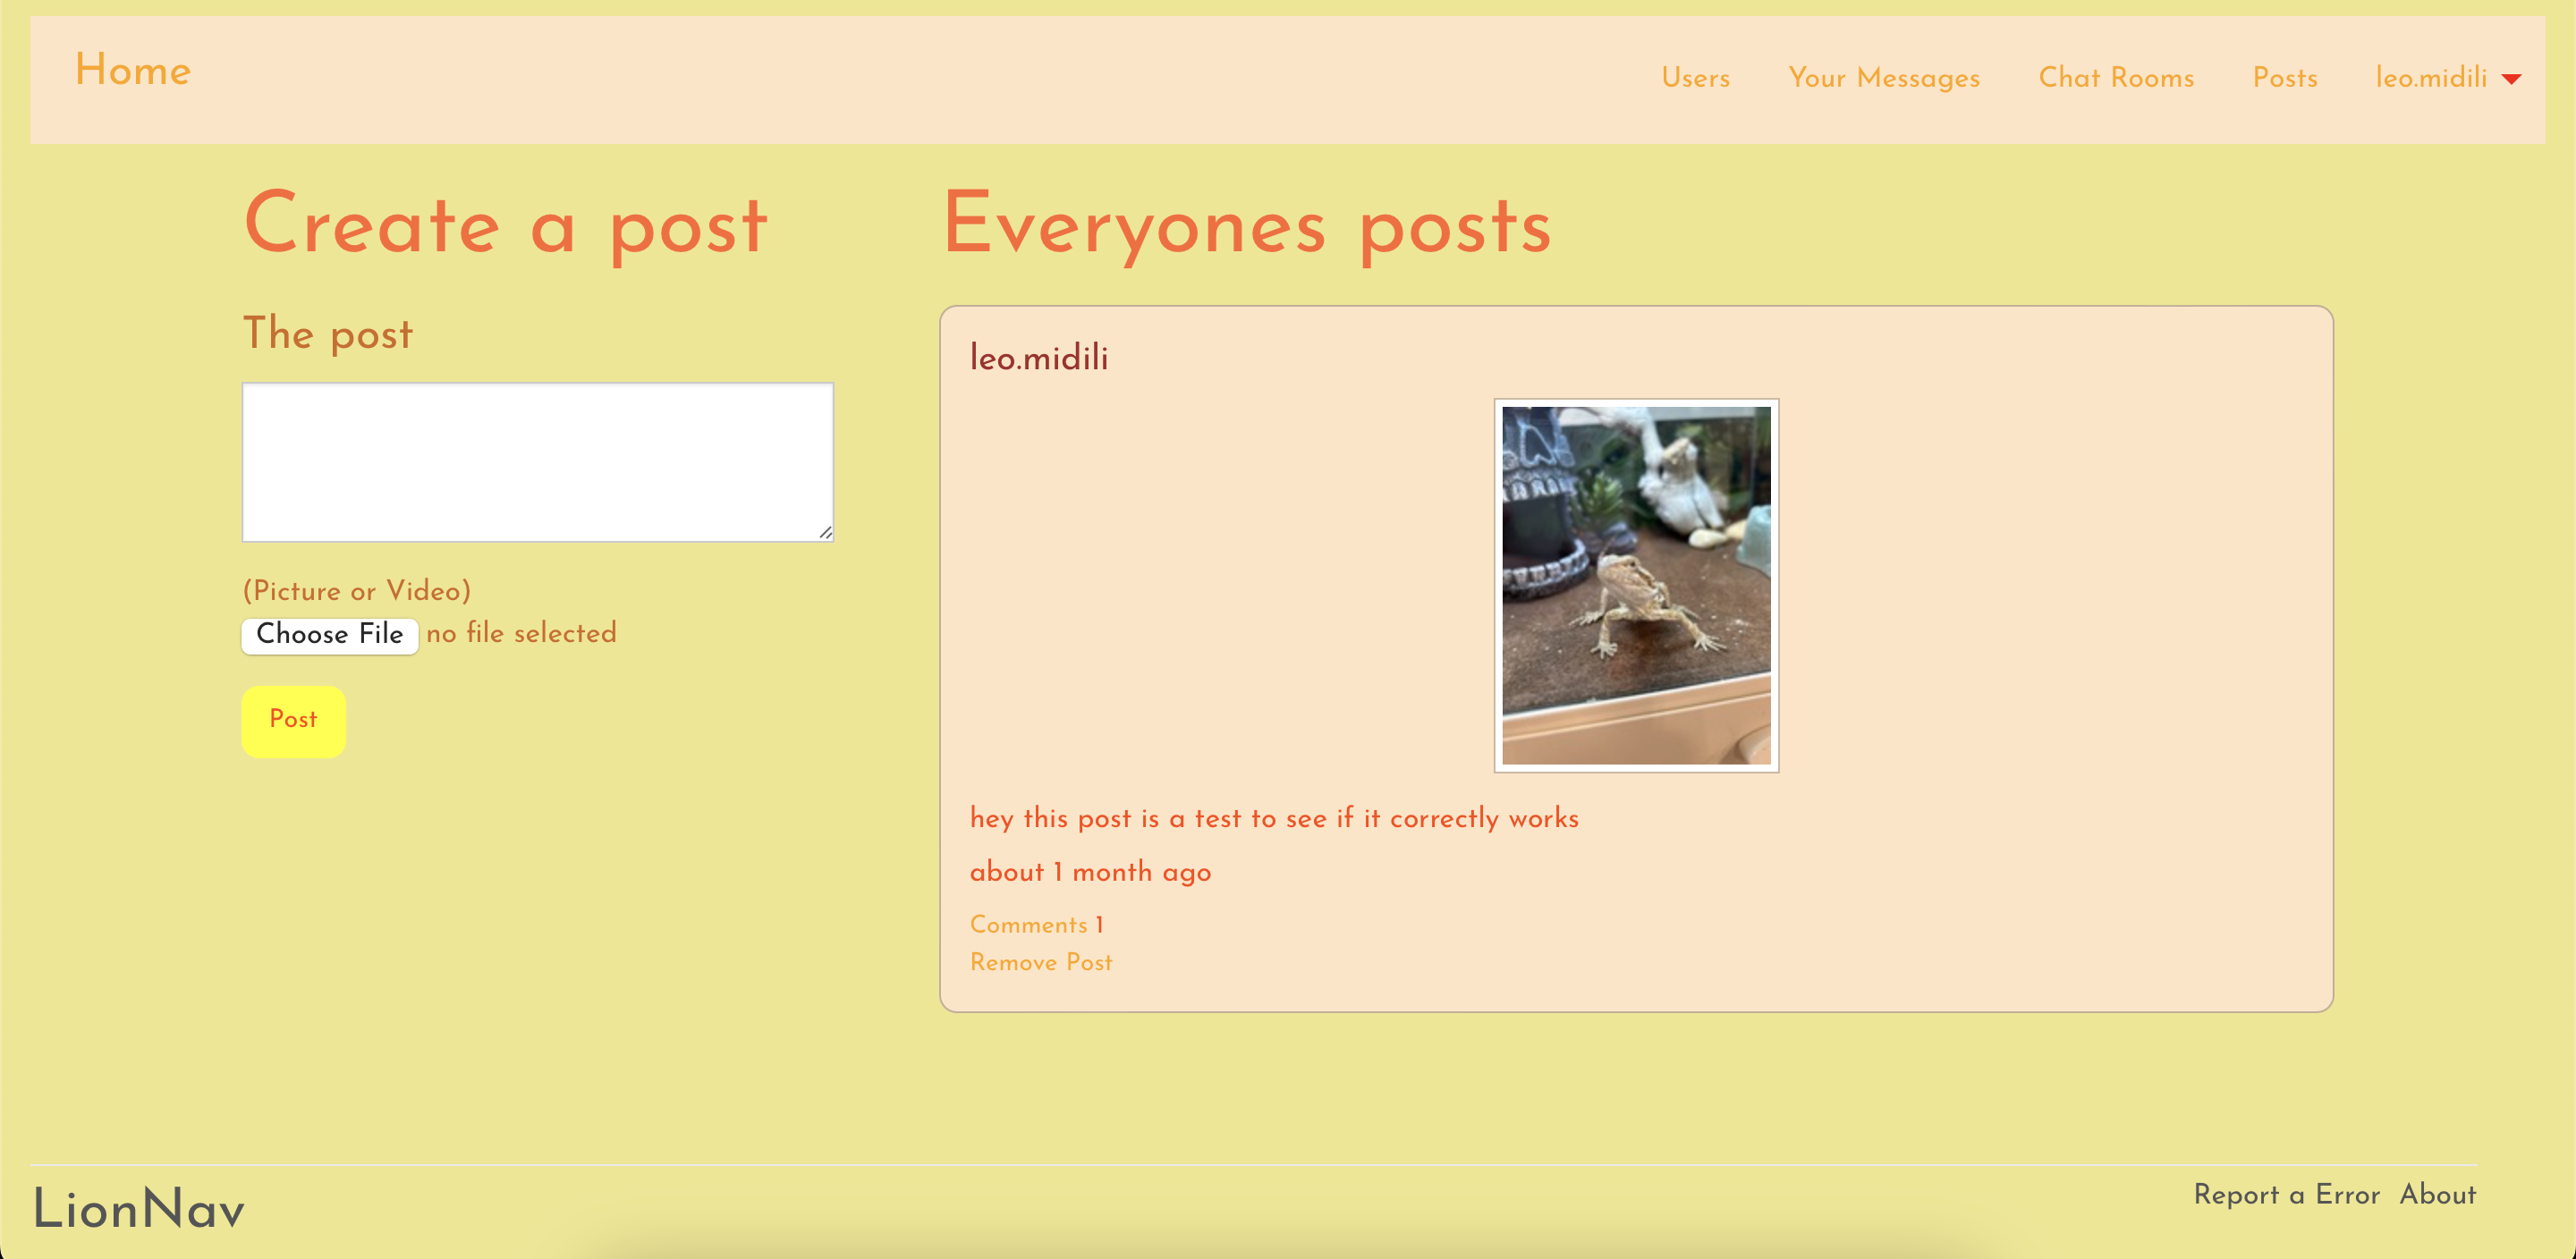 Home
Users
Your Messages
Chat Rooms
Posts
leo.midili
Create a post
The post
(Picture or Video)
Choose File no file selected
Post
Everyones posts
leo.midili
hey this post is a test to see if it correctly works
about 1 month ago
Comments 1
Remove Post
LionNav
Report a Error
About